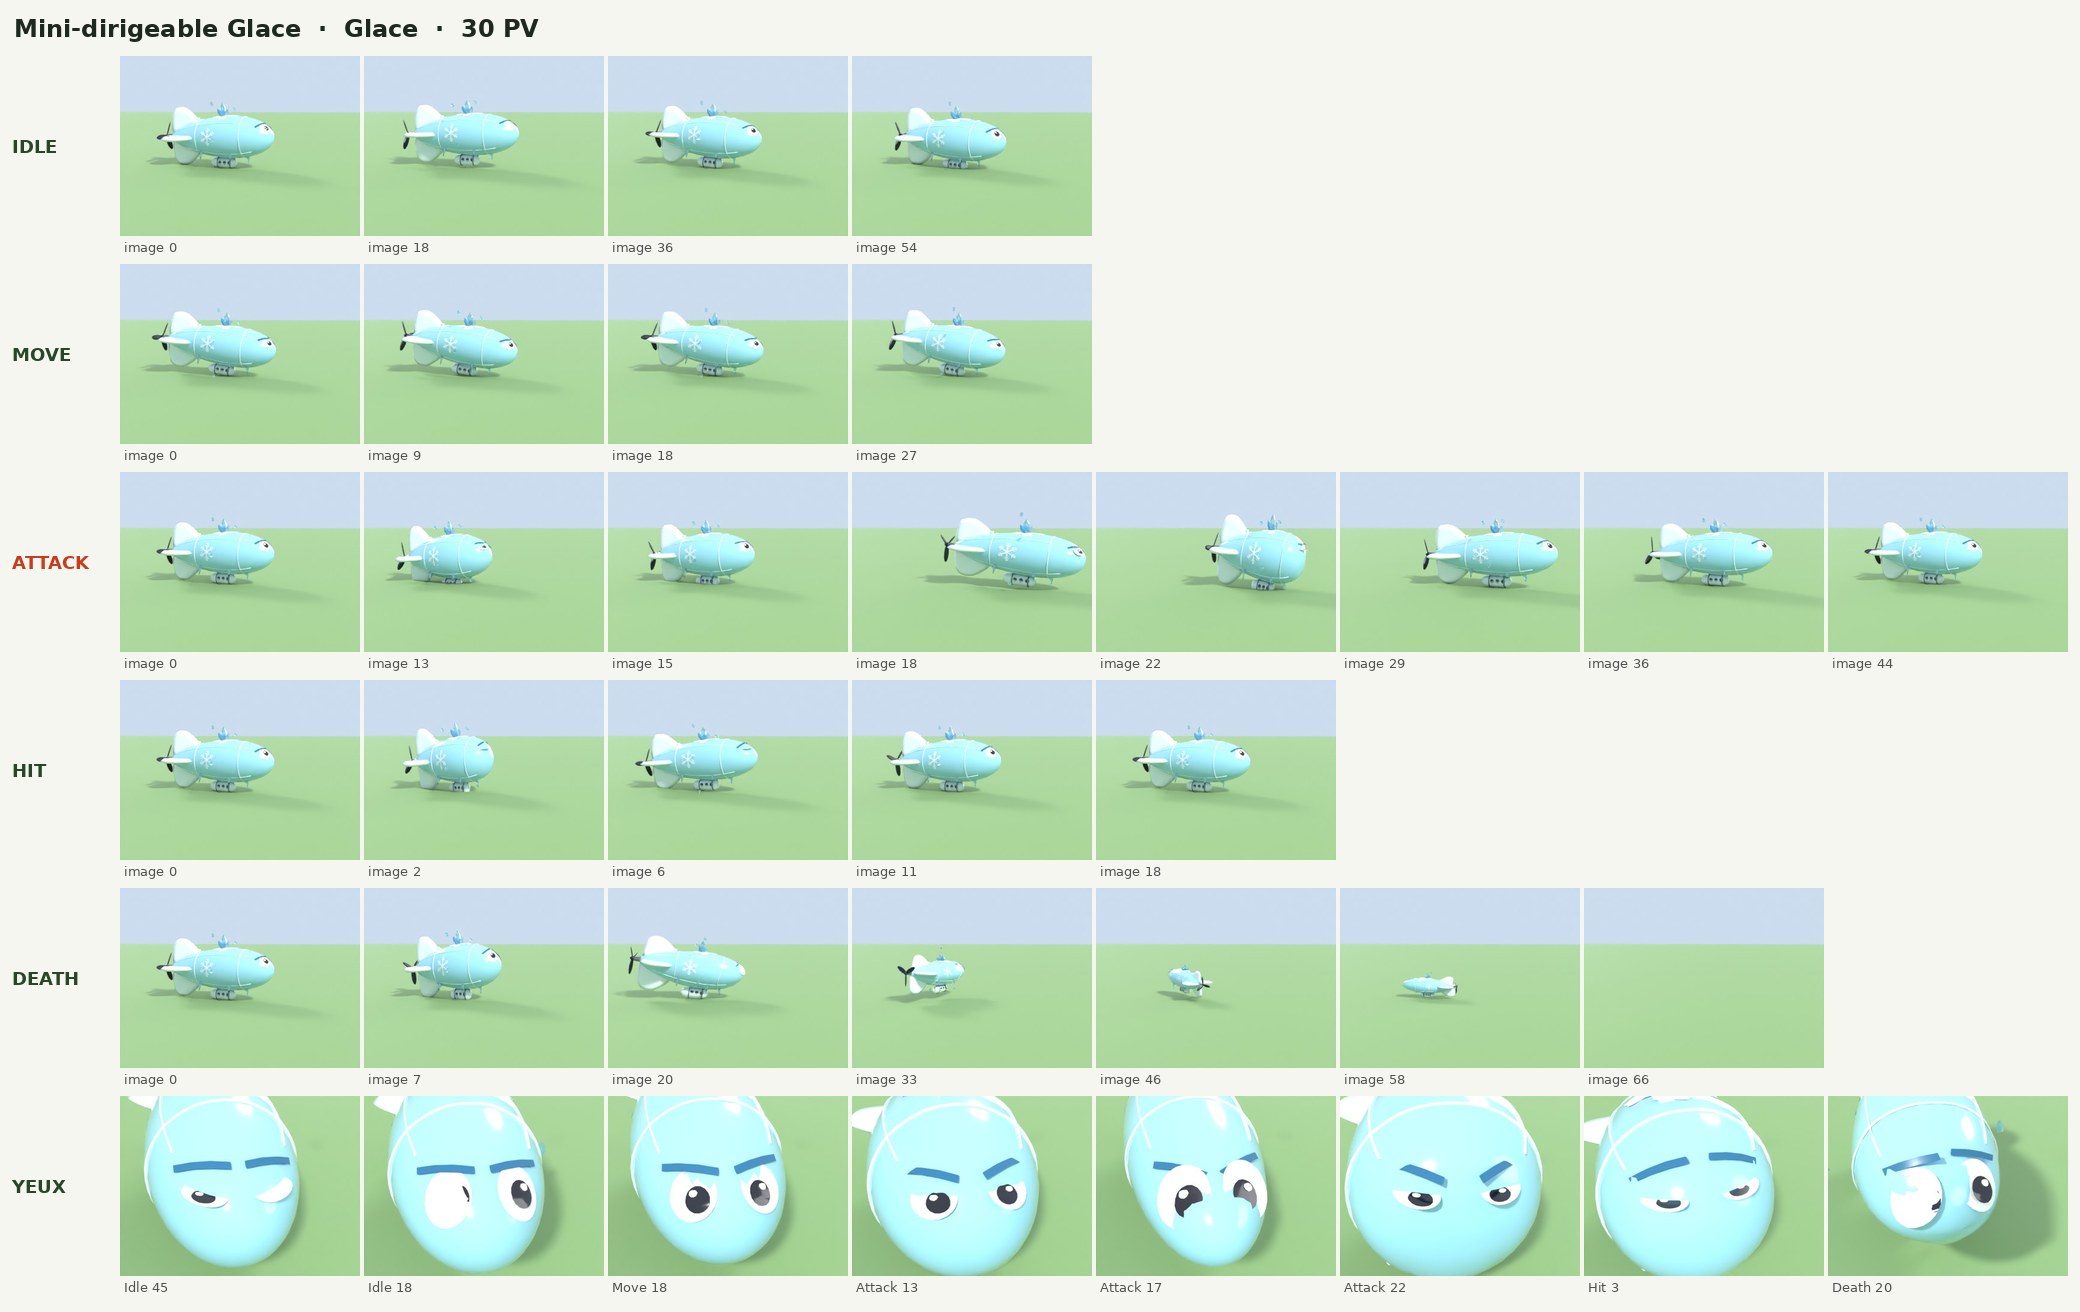 Mini-dirigeable Glace · Glace · 30 PV
IDLE
image 0
image 18
image 36
image 54
MOVE
image 0
image 9
image 18
image 27
ATTACK
image 0
image 13
image 15
image 18
image 22
image 29
image 36
image 44
HIT
image 0
image 2
image 6
image 11
image 18
DEATH
image 0
image 7
image 20
image 33
image 46
image 58
image 66
YEUX
Idle 45
Idle 18
Move 18
Attack 13
Attack 17
Attack 22
Hit 3
Death 20